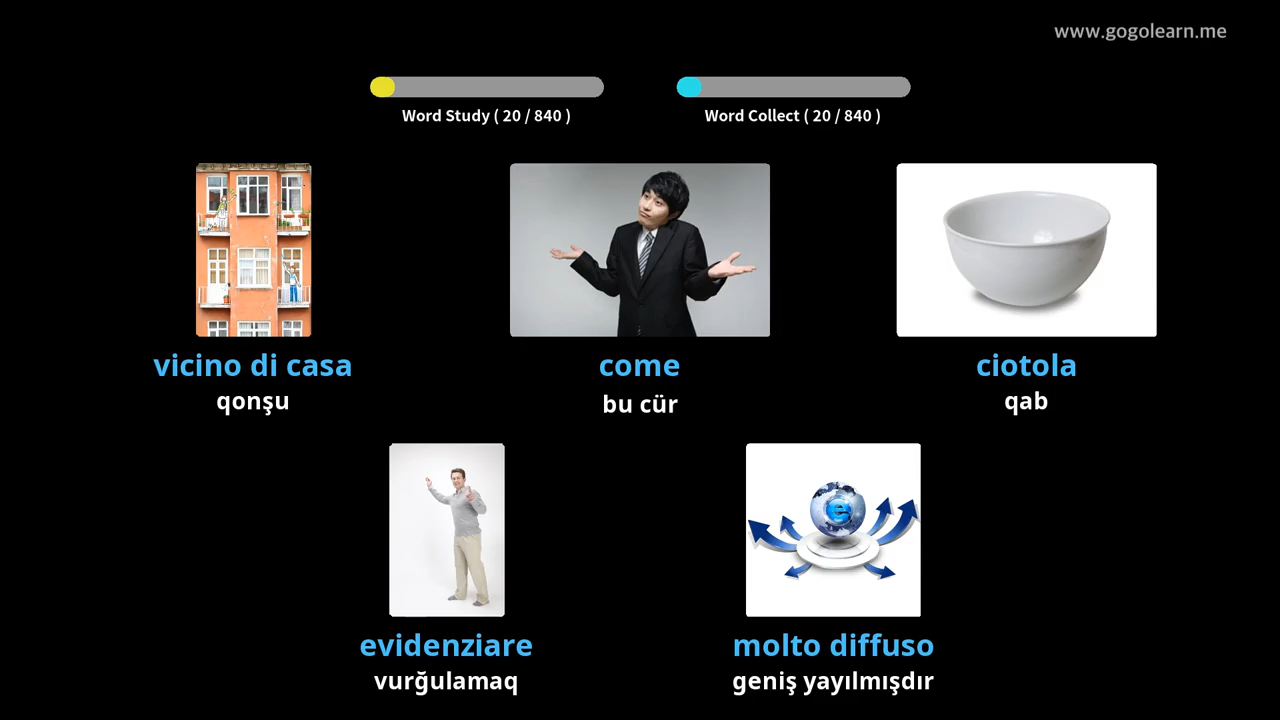 www.gogolearn.me
Word Study ( 20 / 840 )
Word Collect ( 20 / 840 )
vicino di casa
qonşu
come
bu cür
ciotola
qab
evidenziare
vurğulamaq
molto diffuso
geniş yayılmışdır